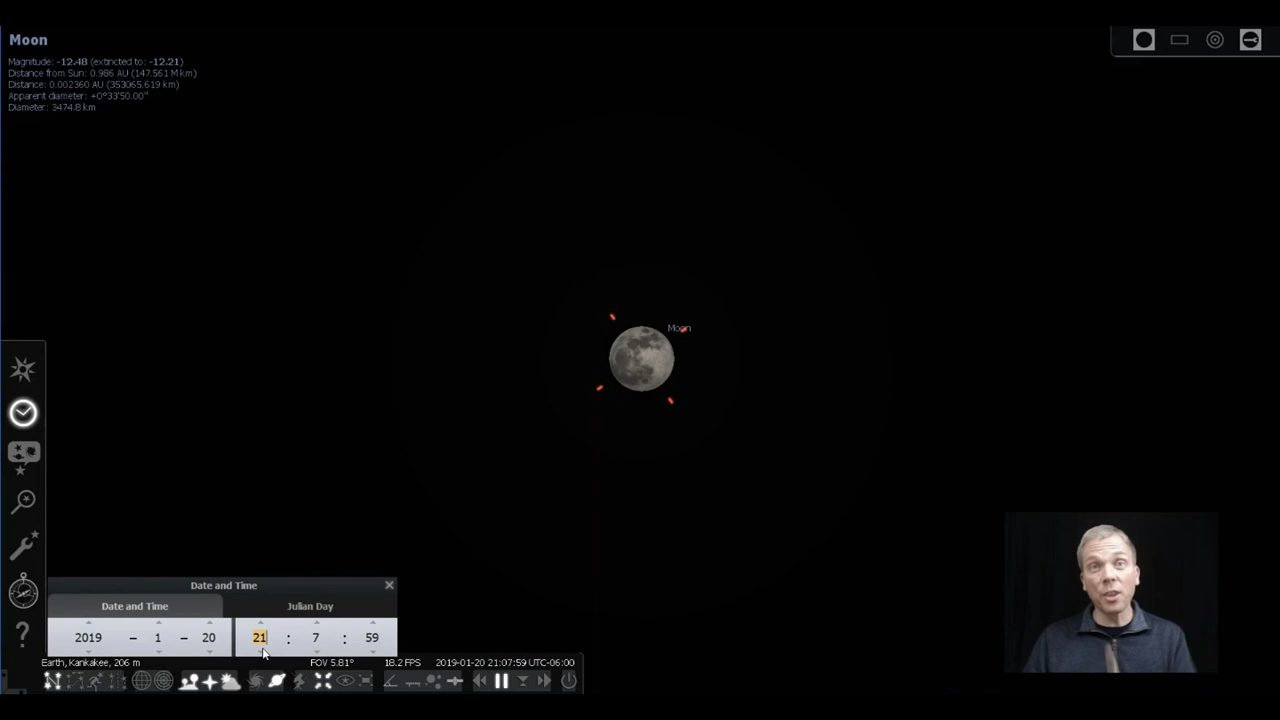 Moon
Magnitude: -12.48 (extincted to: -12.21)
Distance from Sun: 0.986 AU (147.561 M km)
Distance: 0.002360 AU (353065.619 km)
Apparent diameter: +0°33'50.00"
Diameter: 3474.8 km
Moon
Date and Time
Date and Time Julian Day
2019 - 1 - 20 21 : 7 : 59
Earth, Kankakee, 206 m FOV 5.81° 18.2 FPS 2019-01-20 21:07:59 UTC-06:00